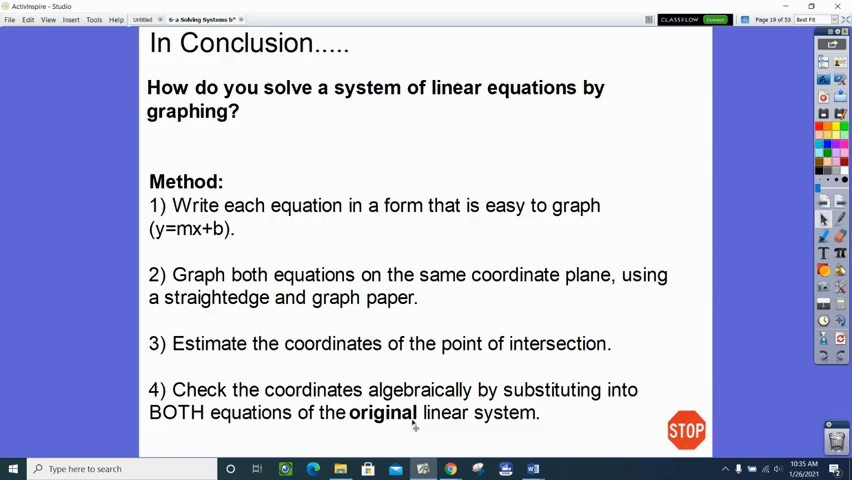 ActivInspire - Studio
File Edit View Insert Tools Help
Untitled
6-a Solving Systems b*
CLASSFLOW
Connect
Page 19 of 53
Best Fit
In Conclusion.....
How do you solve a system of linear equations by
graphing?
Method:
1) Write each equation in a form that is easy to graph
(y=mx+b).
2) Graph both equations on the same coordinate plane, using
a straightedge and graph paper.
3) Estimate the coordinates of the point of intersection.
4) Check the coordinates algebraically by substituting into
BOTH equations of the original linear system.
STOP
Type here to search
10:35 AM
1/26/2021